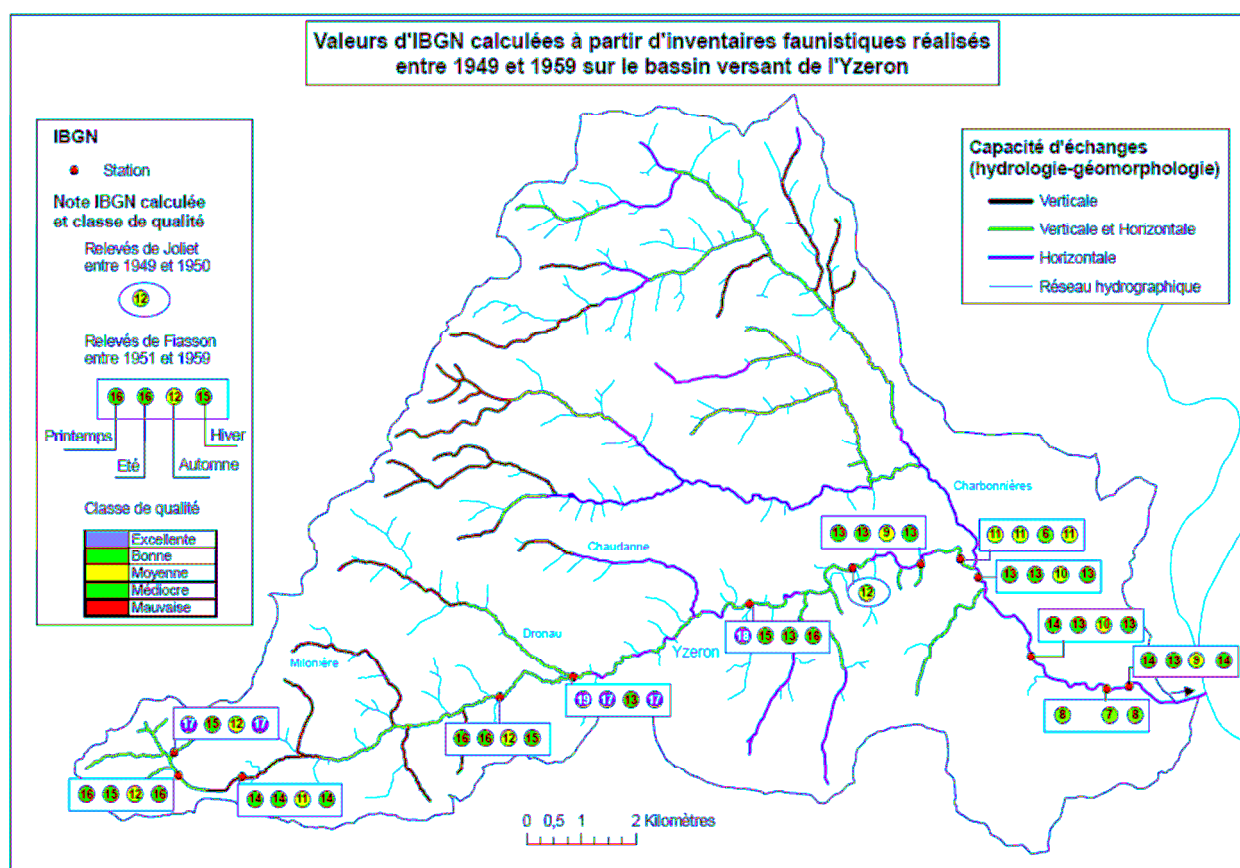 Valeurs d'IBGN calculées à partir d'inventaires faunistiques réalisés
entre 1949 et 1959 sur le bassin versant de l'Yzeron
IBGN
Station
Note IBGN calculée
et classe de qualité
Relevés de Joliet
entre 1949 et 1950
12
Relevés de Fiasson
entre 1951 et 1959
16 16 12 15
Printemps
Hiver
Eté
Automne
Classe de qualité
Excellente
Bonne
Moyenne
Médiocre
Mauvaise
Capacité d'échanges
(hydrologie-géomorphologie)
Verticale
Verticale et Horizontale
Horizontale
Réseau hydrographique
Charbonnières
13 13 9 13
11 11 6 11
Chaudanne
13 13 10 13
12
15 13 16
Yzeron
14 13 10 13
Dronau
14 13 9 14
Milonière
17 13 17
8 7 8
17 15 12 17
16 16 12 15
16 15 12 16
14 14 11 14
0 0,5 1 2 Kilomètres